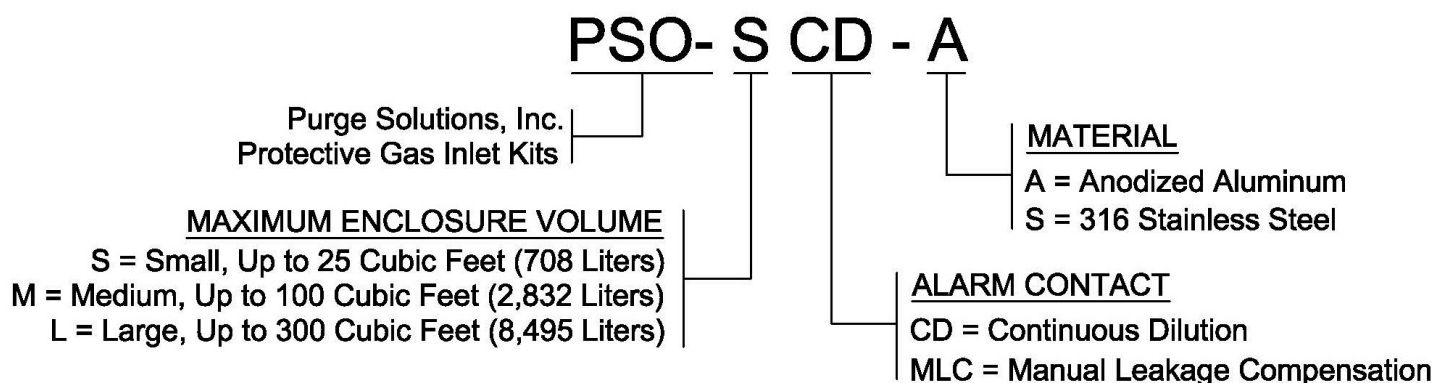 PSO- S CD - A
Purge Solutions, Inc.
Protective Gas Inlet Kits
MAXIMUM ENCLOSURE VOLUME
S = Small, Up to 25 Cubic Feet (708 Liters)
M = Medium, Up to 100 Cubic Feet (2,832 Liters)
L = Large, Up to 300 Cubic Feet (8,495 Liters)
MATERIAL
A = Anodized Aluminum
S = 316 Stainless Steel
ALARM CONTACT
CD = Continuous Dilution
MLC = Manual Leakage Compensation